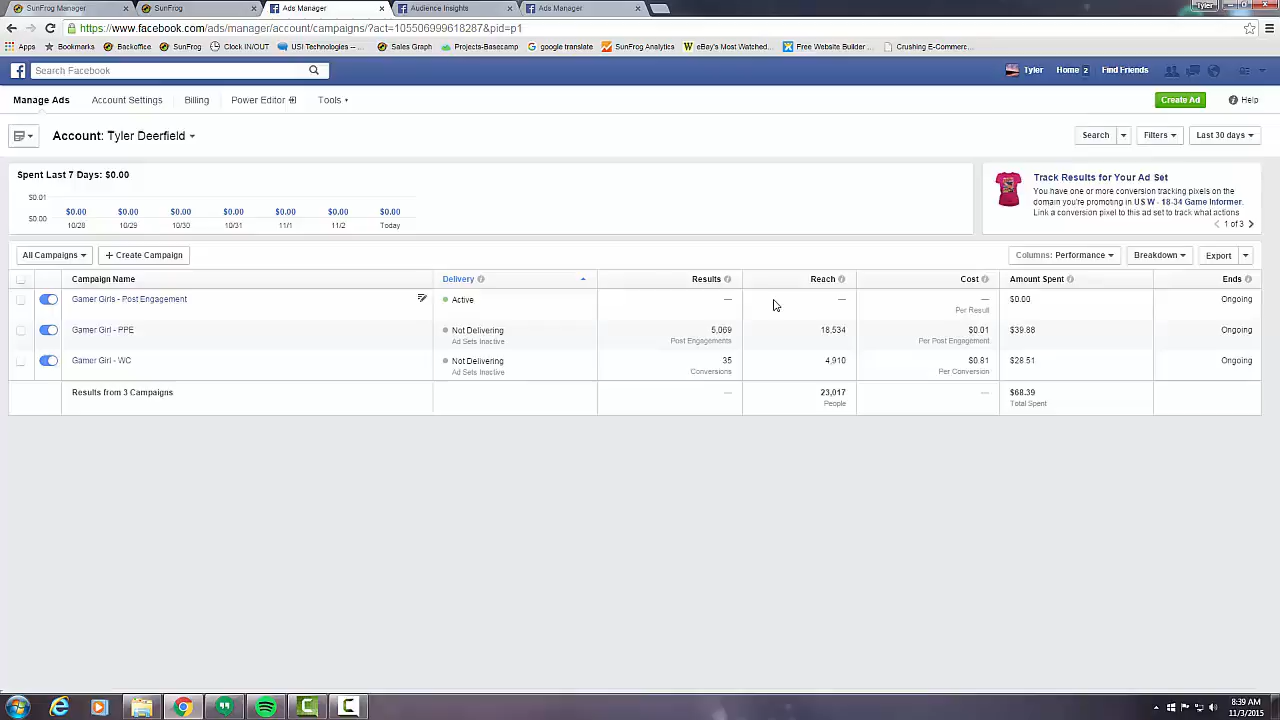 SunFrog Manager
SunFrog
Ads Manager
Audience Insights
Ads Manager
Tyler
https://www.facebook.com/ads/manager/account/campaigns/?act=105506999618287&pid=p1
Apps
Bookmarks
Backoffice
SunFrog
Clock IN/OUT
USI Technologies – ...
Sales Graph
Projects-Basecamp
google translate
SunFrog Analytics
eBay's Most Watched...
Free Website Builder ...
Crushing E-Commerc...
Search Facebook
Tyler
Home 2
Find Friends
Manage Ads
Account Settings
Billing
Power Editor
Tools
Create Ad
Help
Account: Tyler Deerfield
Search
Filters
Last 30 days
Spent Last 7 Days: $0.00
$0.01
$0.00
$0.00 $0.00 $0.00 $0.00 $0.00 $0.00 $0.00
10/28 10/29 10/30 10/31 11/1 11/2 Today
Track Results for Your Ad Set
You have one or more conversion tracking pixels on the
domain you're promoting in US W - 18-34 Game Informer.
Link a conversion pixel to this ad set to track what actions
1 of 3
All Campaigns
+ Create Campaign
Columns: Performance
Breakdown
Export
Campaign Name Delivery Results Reach Cost Amount Spent Ends
Gamer Girls - Post Engagement Active — — — $0.00 Ongoing
Per Result
Gamer Girl - PPE Not Delivering 5,069 18,534 $0.01 $39.88 Ongoing
Ad Sets Inactive Post Engagements Per Post Engagement
Gamer Girl - WC Not Delivering 35 4,910 $0.81 $28.51 Ongoing
Ad Sets Inactive Conversions Per Conversion
Results from 3 Campaigns — 23,017 — $68.39
People Total Spent
8:39 AM
11/3/2015